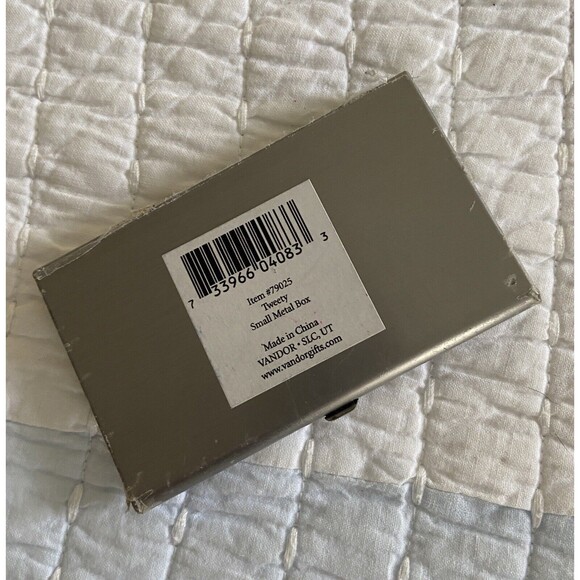 7 33966 04083 3
Item #79025
Tweety
Small Metal Box
Made in China
VANDOR • SLC, UT
www.vandorgifts.com